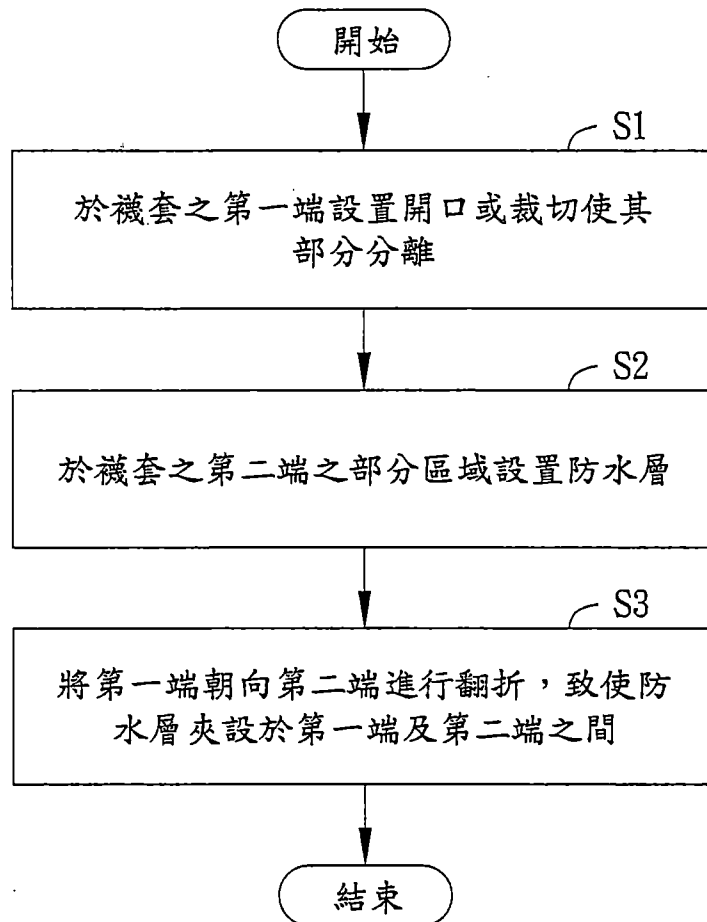 開始
S1
於襪套之第一端設置開口或裁切使其
部分分離
S2
於襪套之第二端之部分區域設置防水層
S3
將第一端朝向第二端進行翻折，致使防
水層夾設於第一端及第二端之間
結束